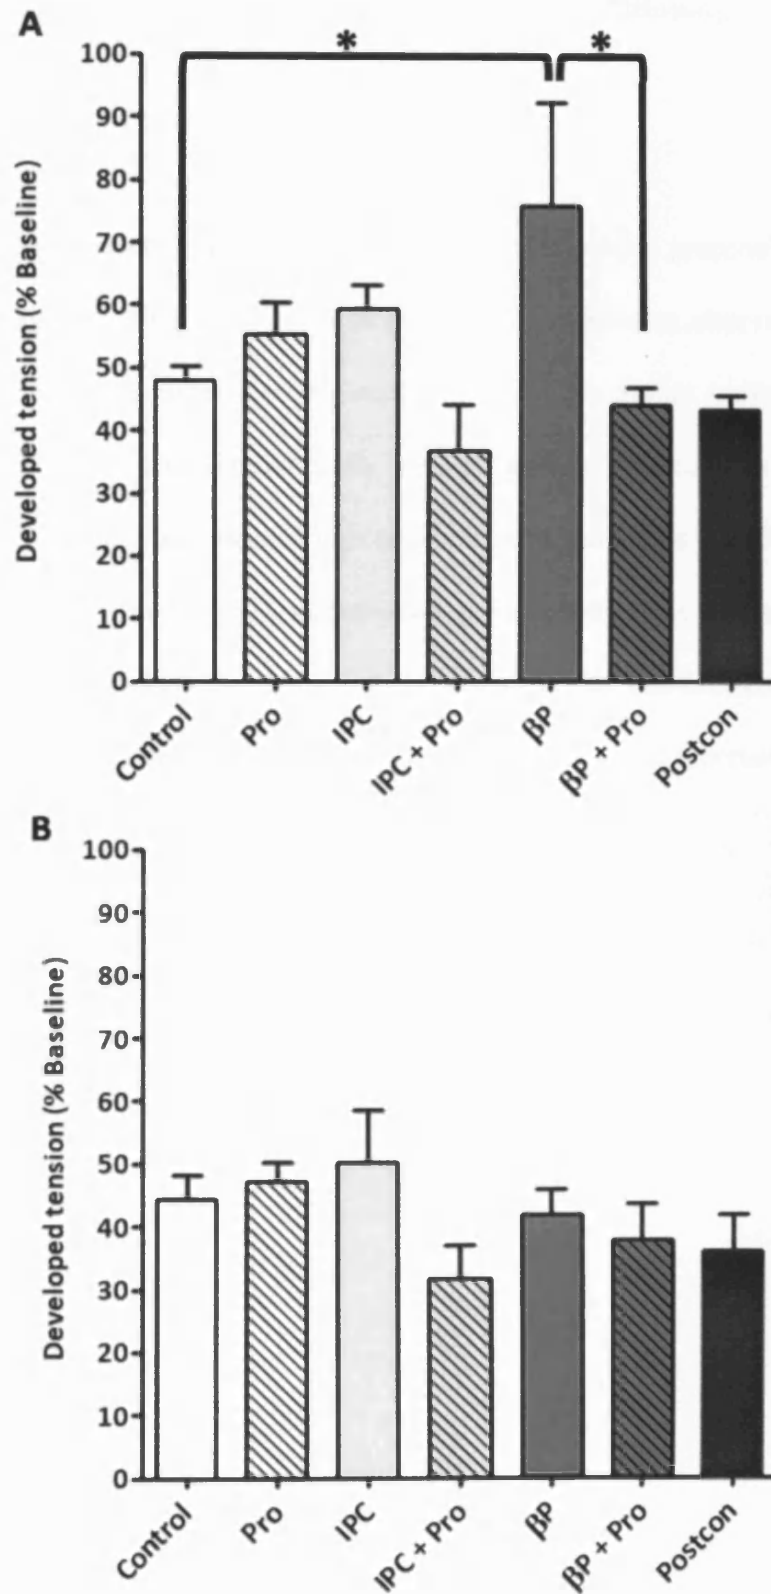 A
*
*
Developed tension (% Baseline)
100
90
80
70
60
50
40
30
20
10
0
Control
Pro
IPC
IPC + Pro
βP
βP + Pro
Postcon
B
Developed tension (% Baseline)
100
90
80
70
60
50
40
30
20
10
0
Control
Pro
IPC
IPC + Pro
βP
βP + Pro
Postcon